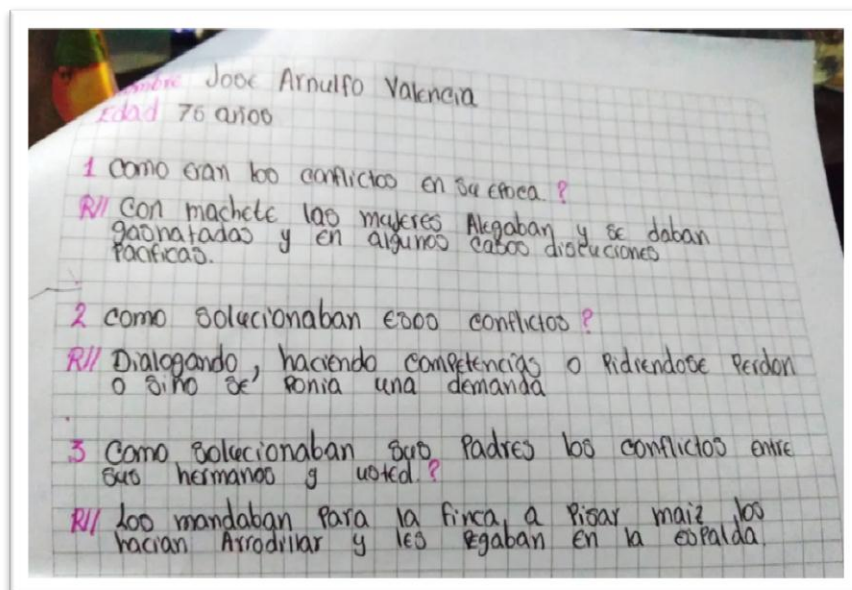 Nombre Jose Arnulfo Valencia
Edad 76 años
1 Como eran los conflictos en su epoca ?
R// Con machete las mujeres Alegaban y se daban
gasnatadas y en algunos casos discuciones
Pacificas.
2 como solucionaban esos conflictos ?
R// Dialogando, haciendo competencias o Pidiendose Perdon
o sino se ponia una demanda
3 Como solucionaban sus Padres los conflictos entre
sus hermanos y usted. ?
R// Los mandaban Para la finca, a Pisar maiz los
hacian Arrodillar y les Pegaban en la espalda.